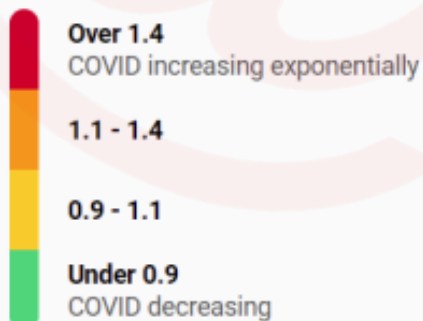 Over 1.4
COVID increasing exponentially
1.1 - 1.4
0.9 - 1.1
Under 0.9
COVID decreasing